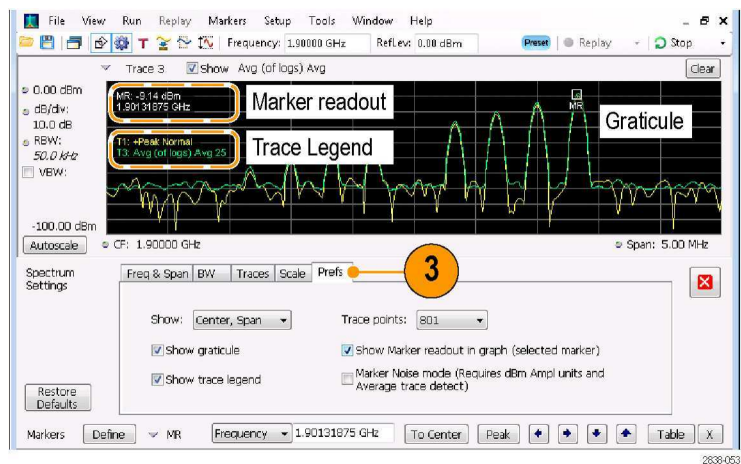 File View Run Replay Markers Setup Tools Window Help
T Frequency: 1.90000 GHz RefLev: 0.00 dBm Preset Replay Stop
Trace 3 Show Avg (of logs) Avg Clear
0.00 dBm
dB/div:
10.0 dB
RBW:
50.0 kHz
VBW:
-100.00 dBm
MR: -9.14 dBm
1.90131875 GHz
Marker readout
MR
Graticule
T1: +Peak Normal
T3: Avg (of logs) Avg 25
Trace Legend
Autoscale CF: 1.90000 GHz Span: 5.00 MHz
Spectrum
Settings
Freq & Span BW Traces Scale Prefs
3
Show: Center, Span Trace points: 801
Show graticule Show Marker readout in graph (selected marker)
Show trace legend Marker Noise mode (Requires dBm Ampl units and
Average trace detect)
Restore
Defaults
Markers Define MR Frequency 1.90131875 GHz To Center Peak Table X
2838-053